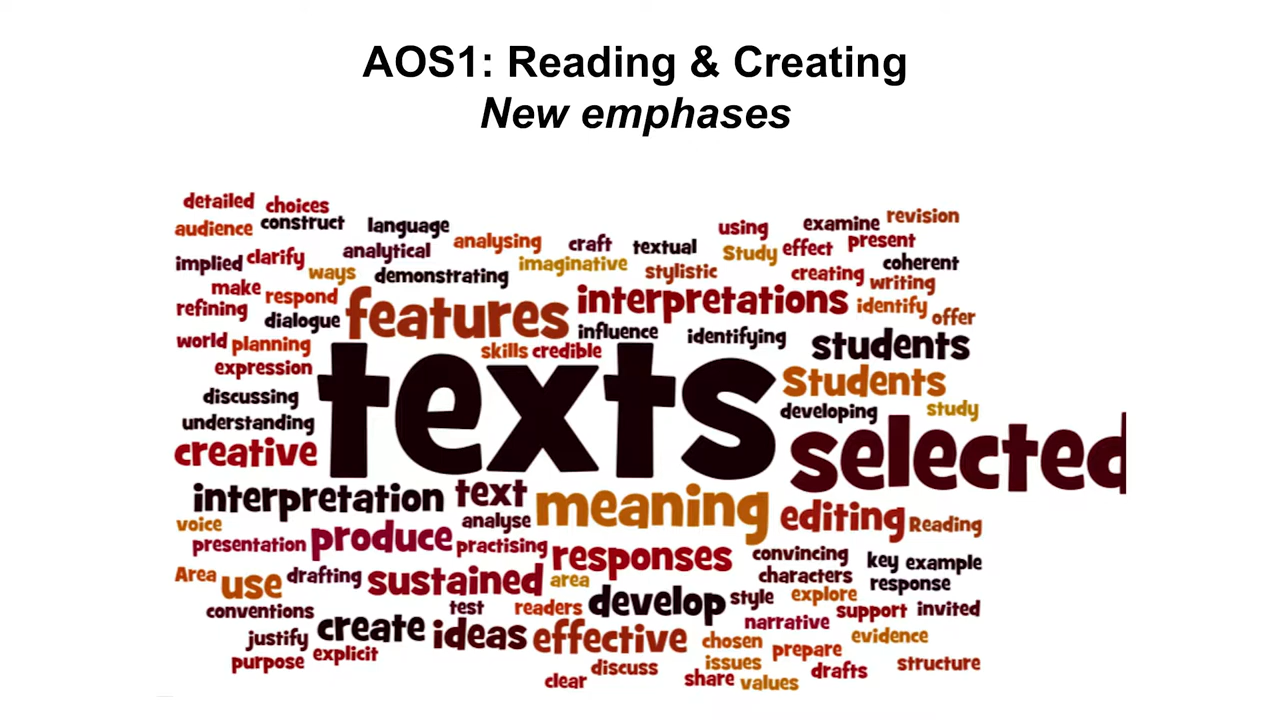 AOS1: Reading & Creating
New emphases
detailed choices
audience construct language using examine revision
analytical analysing craft textual Study effect present
implied clarify ways demonstrating imaginative stylistic creating coherent
make respond features interpretations writing
refining dialogue influence identifying identify offer
world planning skills credible students
expression texts Students
discussing developing study
understanding selected
creative
interpretation text meaning editing Reading
voice analyse
presentation produce practising responses convincing key example
Area use drafting sustained area characters response
conventions test readers develop style explore support invited
justify create ideas effective narrative evidence
purpose explicit discuss chosen prepare structure
clear issues share values drafts